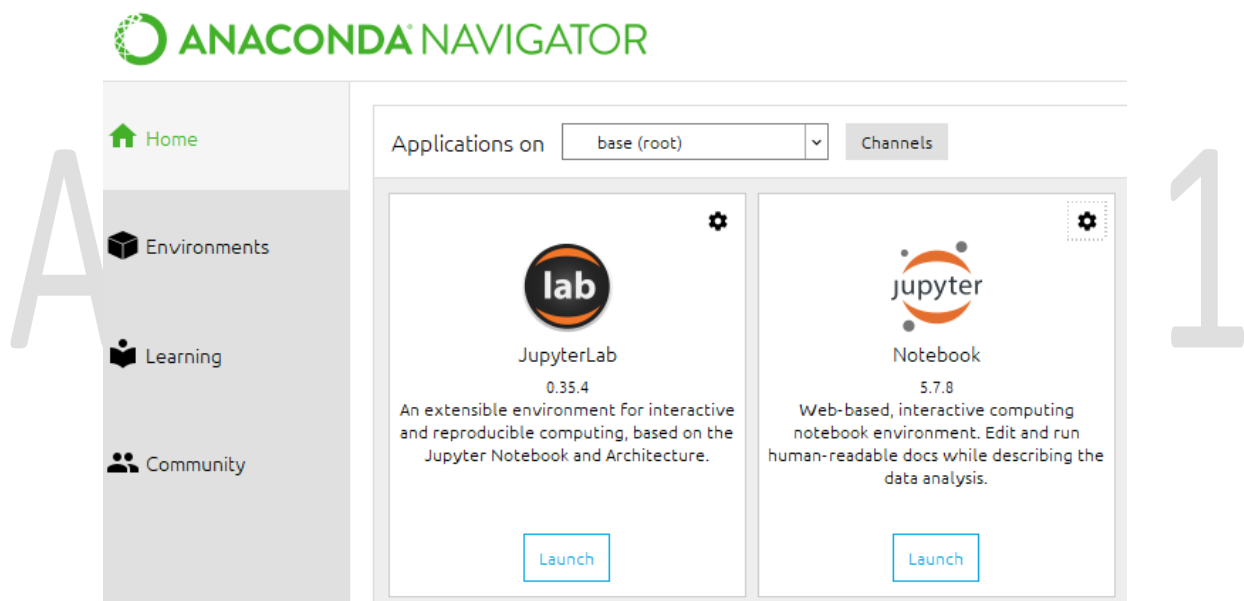 ANACONDA NAVIGATOR
Home
Applications on base (root) Channels
A 1
Environments
Learning
Community
lab
JupyterLab
0.35.4
An extensible environment for interactive
and reproducible computing, based on the
Jupyter Notebook and Architecture.
Launch
jupyter
Notebook
5.7.8
Web-based, interactive computing
notebook environment. Edit and run
human-readable docs while describing the
data analysis.
Launch